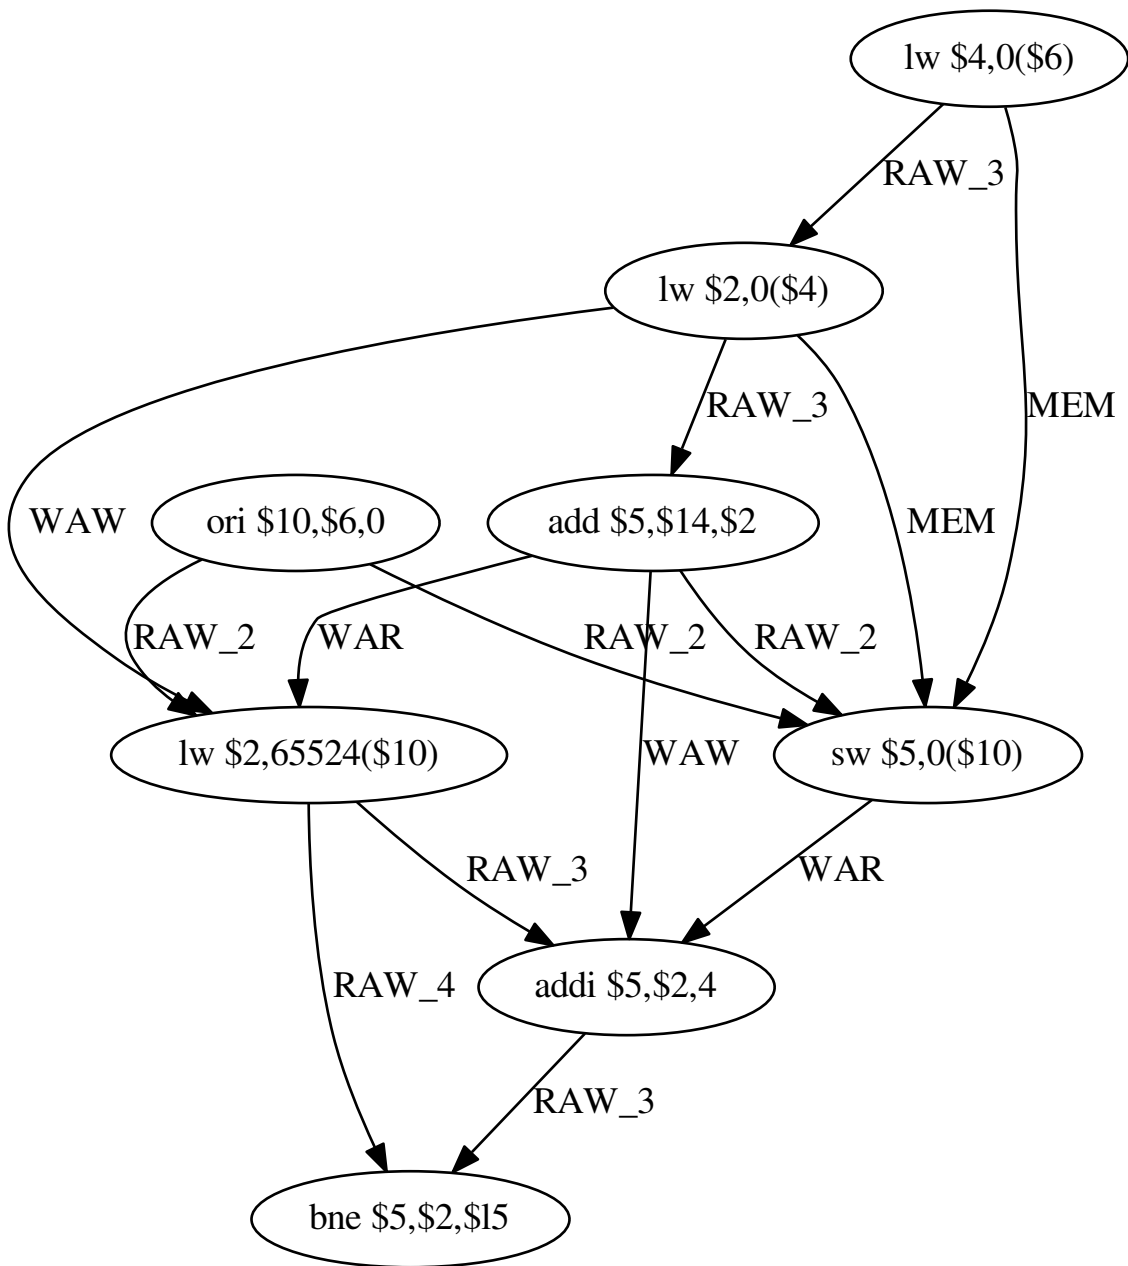 lw $4,0($6)
RAW_3
lw $2,0($4)
RAW_3
MEM
WAW
ori $10,$6,0
add $5,$14,$2
MEM
RAW_2
WAR
RAW_2
RAW_2
lw $2,65524($10)
WAW
sw $5,0($10)
RAW_3
WAR
RAW_4
addi $5,$2,4
RAW_3
bne $5,$2,$l5